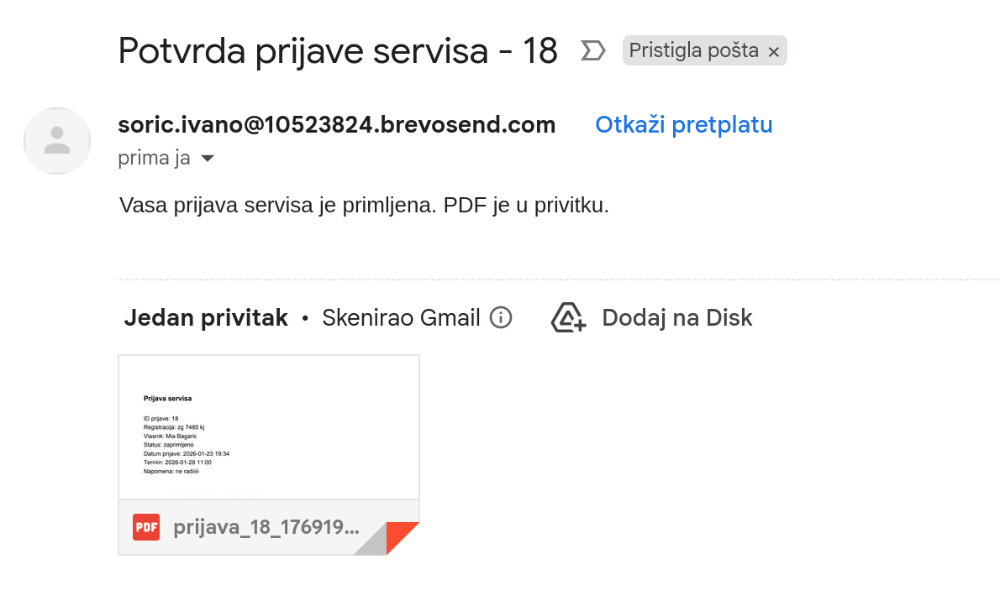 Potvrda prijave servisa - 18 Pristigla pošta ×
soric.ivano@10523824.brevosend.com Otkaži pretplatu
prima ja
Vasa prijava servisa je primljena. PDF je u privitku.
Jedan privitak • Skenirao Gmail Dodaj na Disk
Prijava servisa
ID prijave: 18
Registracija: zg 7485 kj
Vlasnik: Mia Bagaric
Status: zaprimljeno
Datum prijave: 2026-01-23 19:34
Termin: 2026-01-28 11:00
Napomena: ne radiiiii
PDF prijava_18_176919...